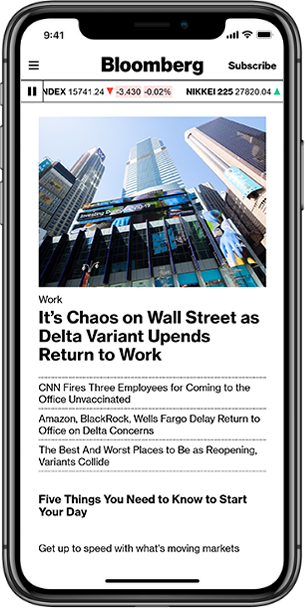 9:41
Bloomberg
Subscribe
NDEX 15741.24 ▼ -3.430 -0.02% NIKKEI 225 27820.04 ▲
Work
It's Chaos on Wall Street as
Delta Variant Upends
Return to Work
CNN Fires Three Employees for Coming to the
Office Unvaccinated
Amazon, BlackRock, Wells Fargo Delay Return to
Office on Delta Concerns
The Best And Worst Places to Be as Reopening,
Variants Collide
Five Things You Need to Know to Start
Your Day
Get up to speed with what's moving markets